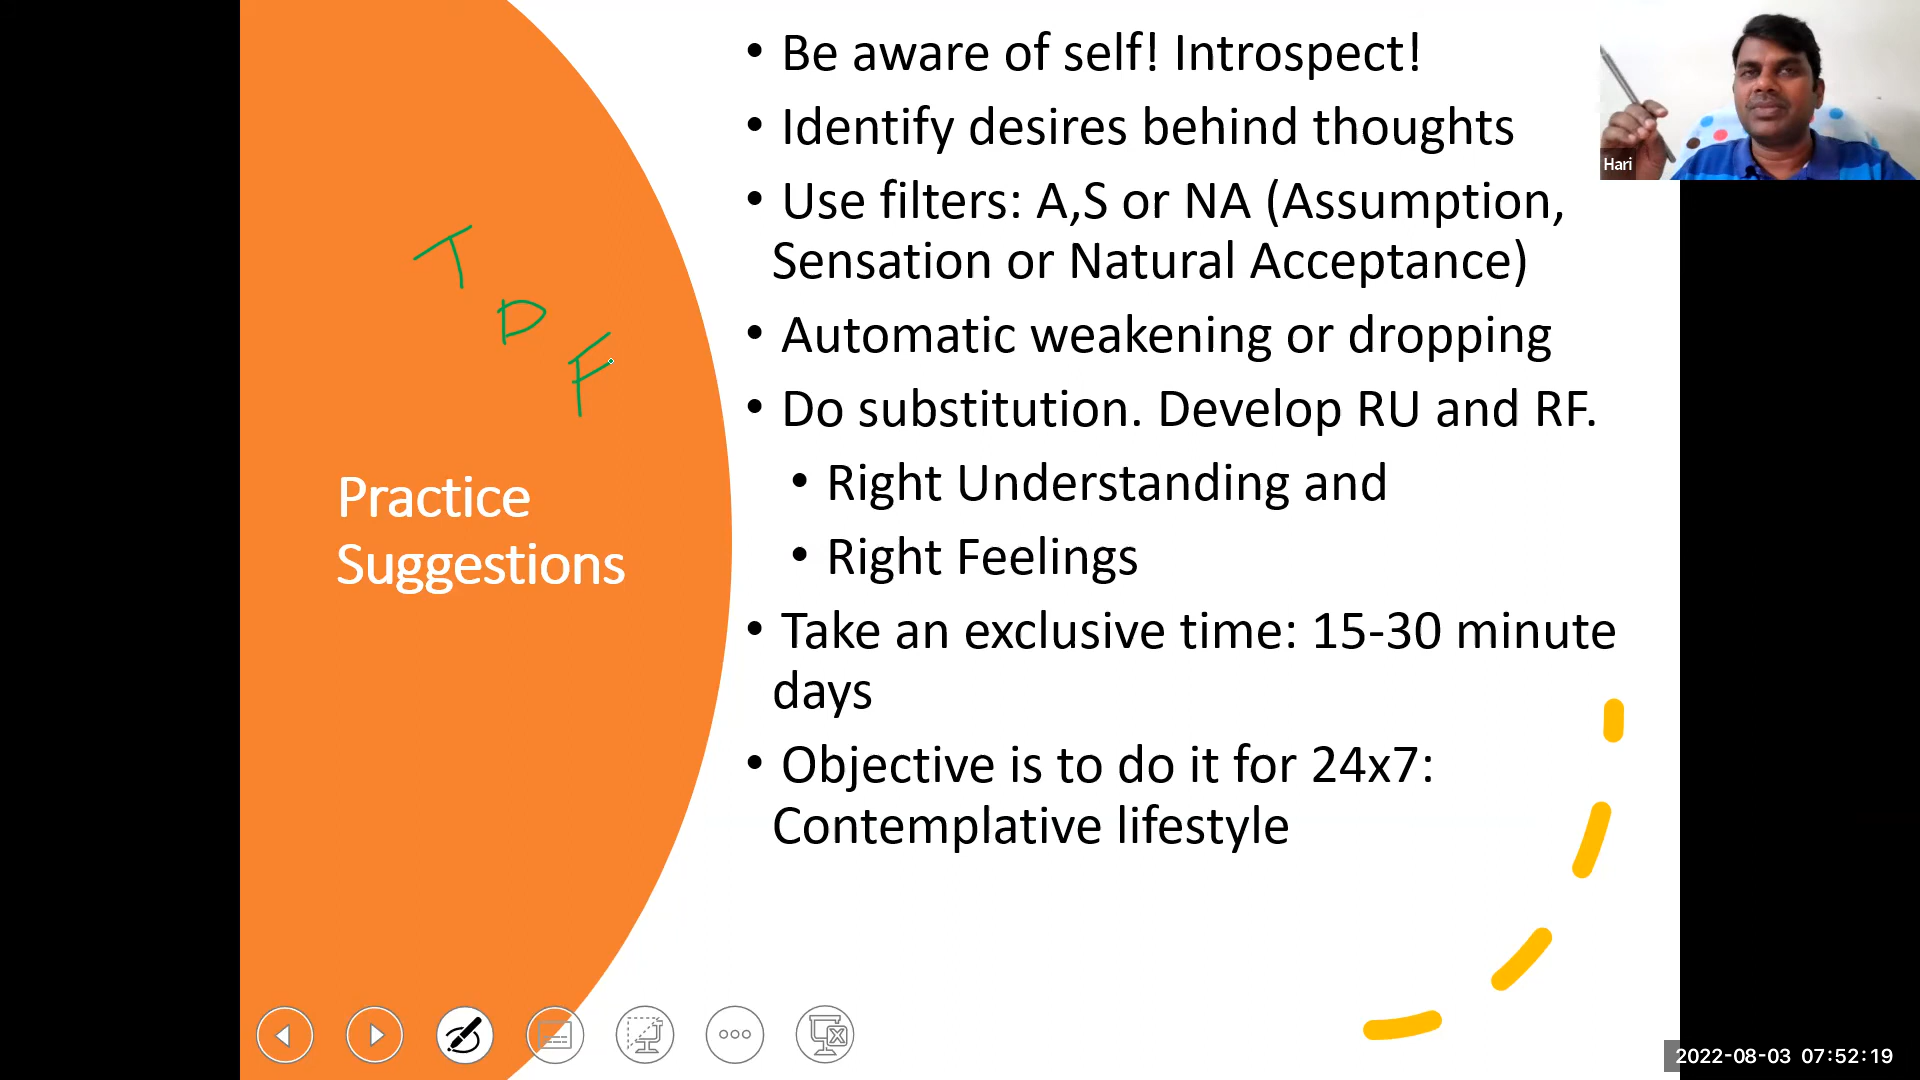 T
D
F
Practice
Suggestions
• Be aware of self! Introspect!
• Identify desires behind thoughts
• Use filters: A,S or NA (Assumption,
Sensation or Natural Acceptance)
• Automatic weakening or dropping
• Do substitution. Develop RU and RF.
• Right Understanding and
• Right Feelings
• Take an exclusive time: 15-30 minute
days
• Objective is to do it for 24x7:
Contemplative lifestyle
Hari
2022-08-03 07:52:19